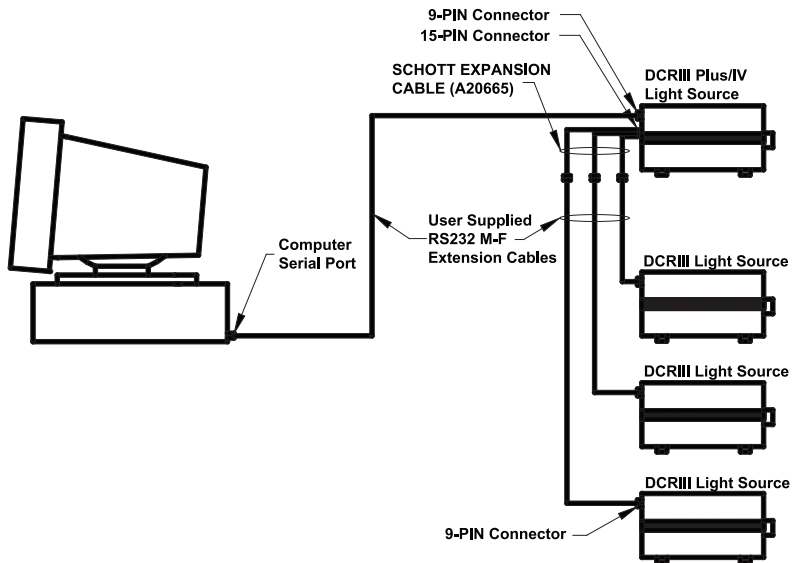 9-PIN Connector
15-PIN Connector
SCHOTT EXPANSION
CABLE (A20665)
DCRIII Plus/IV
Light Source
User Supplied
RS232 M-F
Extension Cables
Computer
Serial Port
DCRIII Light Source
DCRIII Light Source
DCRIII Light Source
9-PIN Connector